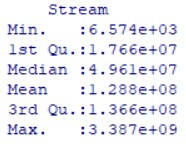 Stream
Min.   :6.574e+03
1st Qu.:1.766e+07
Median :4.961e+07
Mean   :1.288e+08
3rd Qu.:1.366e+08
Max.   :3.387e+09